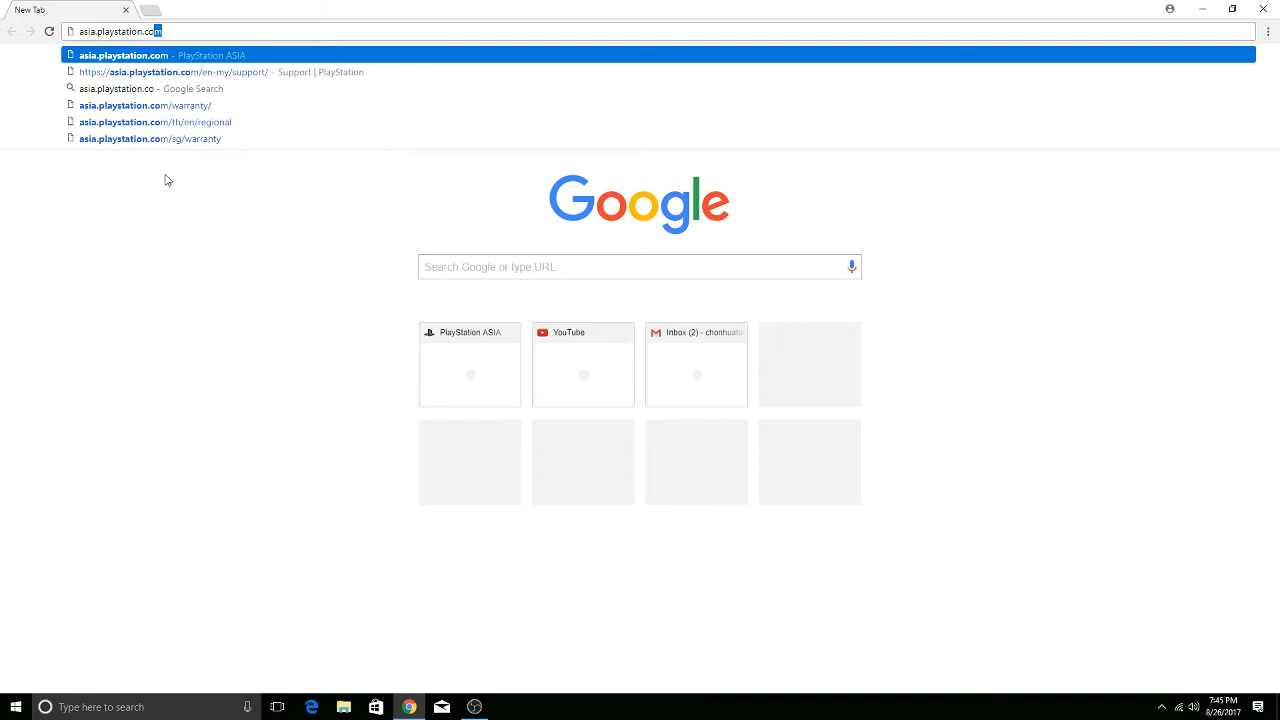 New Tab
asia.playstation.com
asia.playstation.com - PlayStation ASIA
https://asia.playstation.com/en-my/support/ - Support | PlayStation
asia.playstation.co - Google Search
asia.playstation.com/warranty/
asia.playstation.com/th/en/regional
asia.playstation.com/sg/warranty
Google
Search Google or type URL
PlayStation ASIA
YouTube
Inbox (2) - chonhuata
Type here to search
7:45 PM
8/26/2017